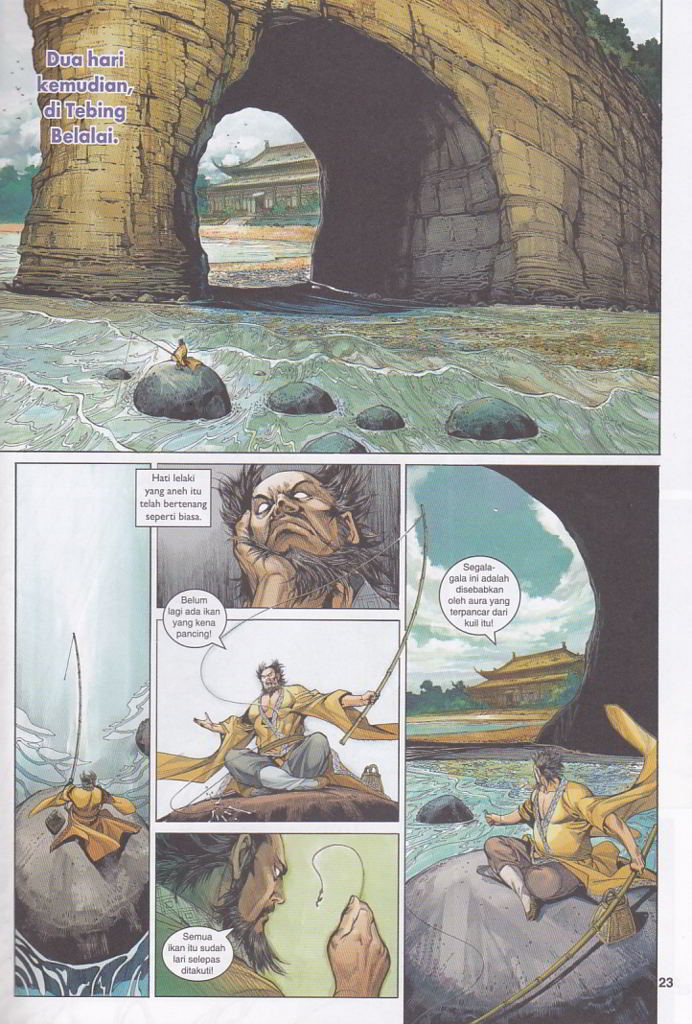 Dua hari
kemudian,
di Tebing
Belalai.
Hati lelaki
yang aneh itu
telah bertenang
seperti biasa.
Belum
lagi ada ikan
yang kena
pancing!
Semua
ikan itu sudah
lari selepas
ditakuti!
Segala-
gala ini adalah
disebabkan
oleh aura yang
terpancar dari
kuil itu!
23